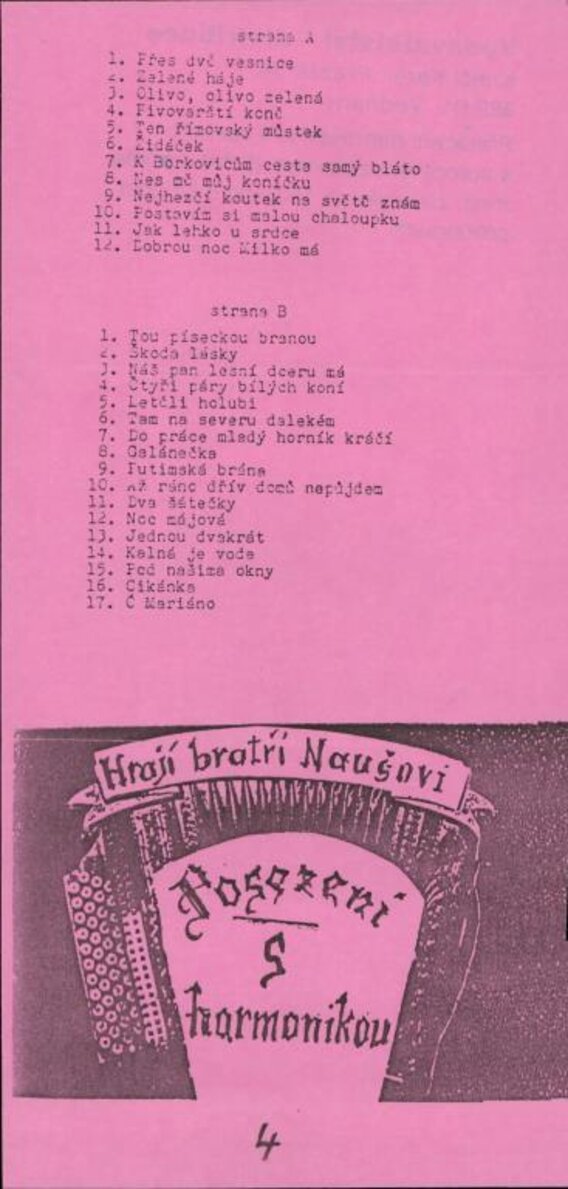 strana A
1. Přes dvě vesnice
2. Zelené háje
3. Olivo, olivo zelená
4. Pivovarští koně
5. Ten římovský můstek
6. Židáček
7. K Borkovicům cesta samý bláto
8. Nes mě můj koníčku
9. Nejhezčí koutek na světě znám
10. Postavím si malou chaloupku
11. Jak lehko u srdce
12. Dobrou noc Milko má
strana B
1. Tou píseckou branou
2. Škoda lásky
3. Náš pan lesní dceru má
4. Čtyři páry bílých koní
5. Letěli holubi
6. Tam na severu dalekém
7. Do práce mladý horník kráčí
8. Galánečka
9. Putimská brána
10. Až ráno dřív domů nepůjdem
11. Dva šátečky
12. Noc májová
13. Jednou dvakrát
14. Kalná je voda
15. Pod našima okny
16. Cikánka
17. Ó Mariáno
Hrají bratři Naušovi
Posezení
S
harmonikou
4